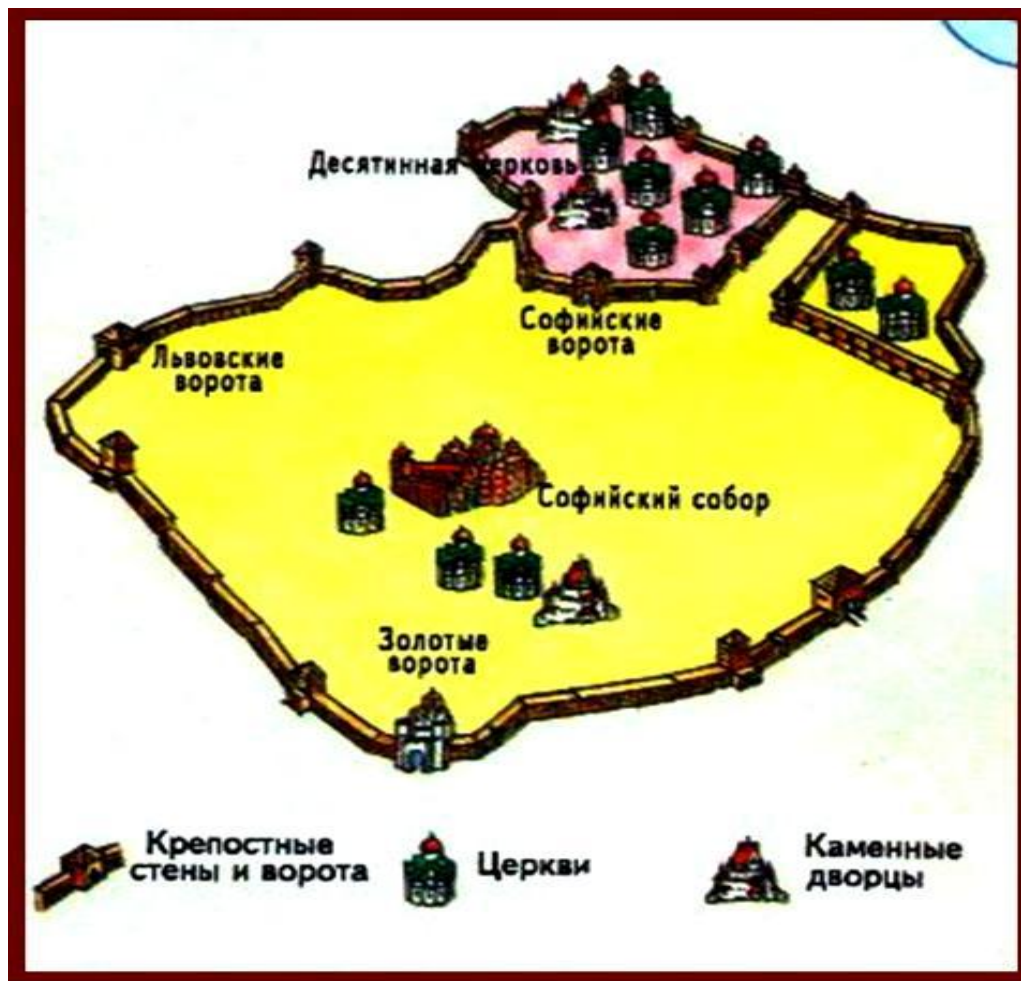 Десятинная церковь
Софийские
ворота
Львовские
ворота
Софийский собор
Золотые
ворота
Крепостные
стены и ворота
Церкви
Каменные
дворцы